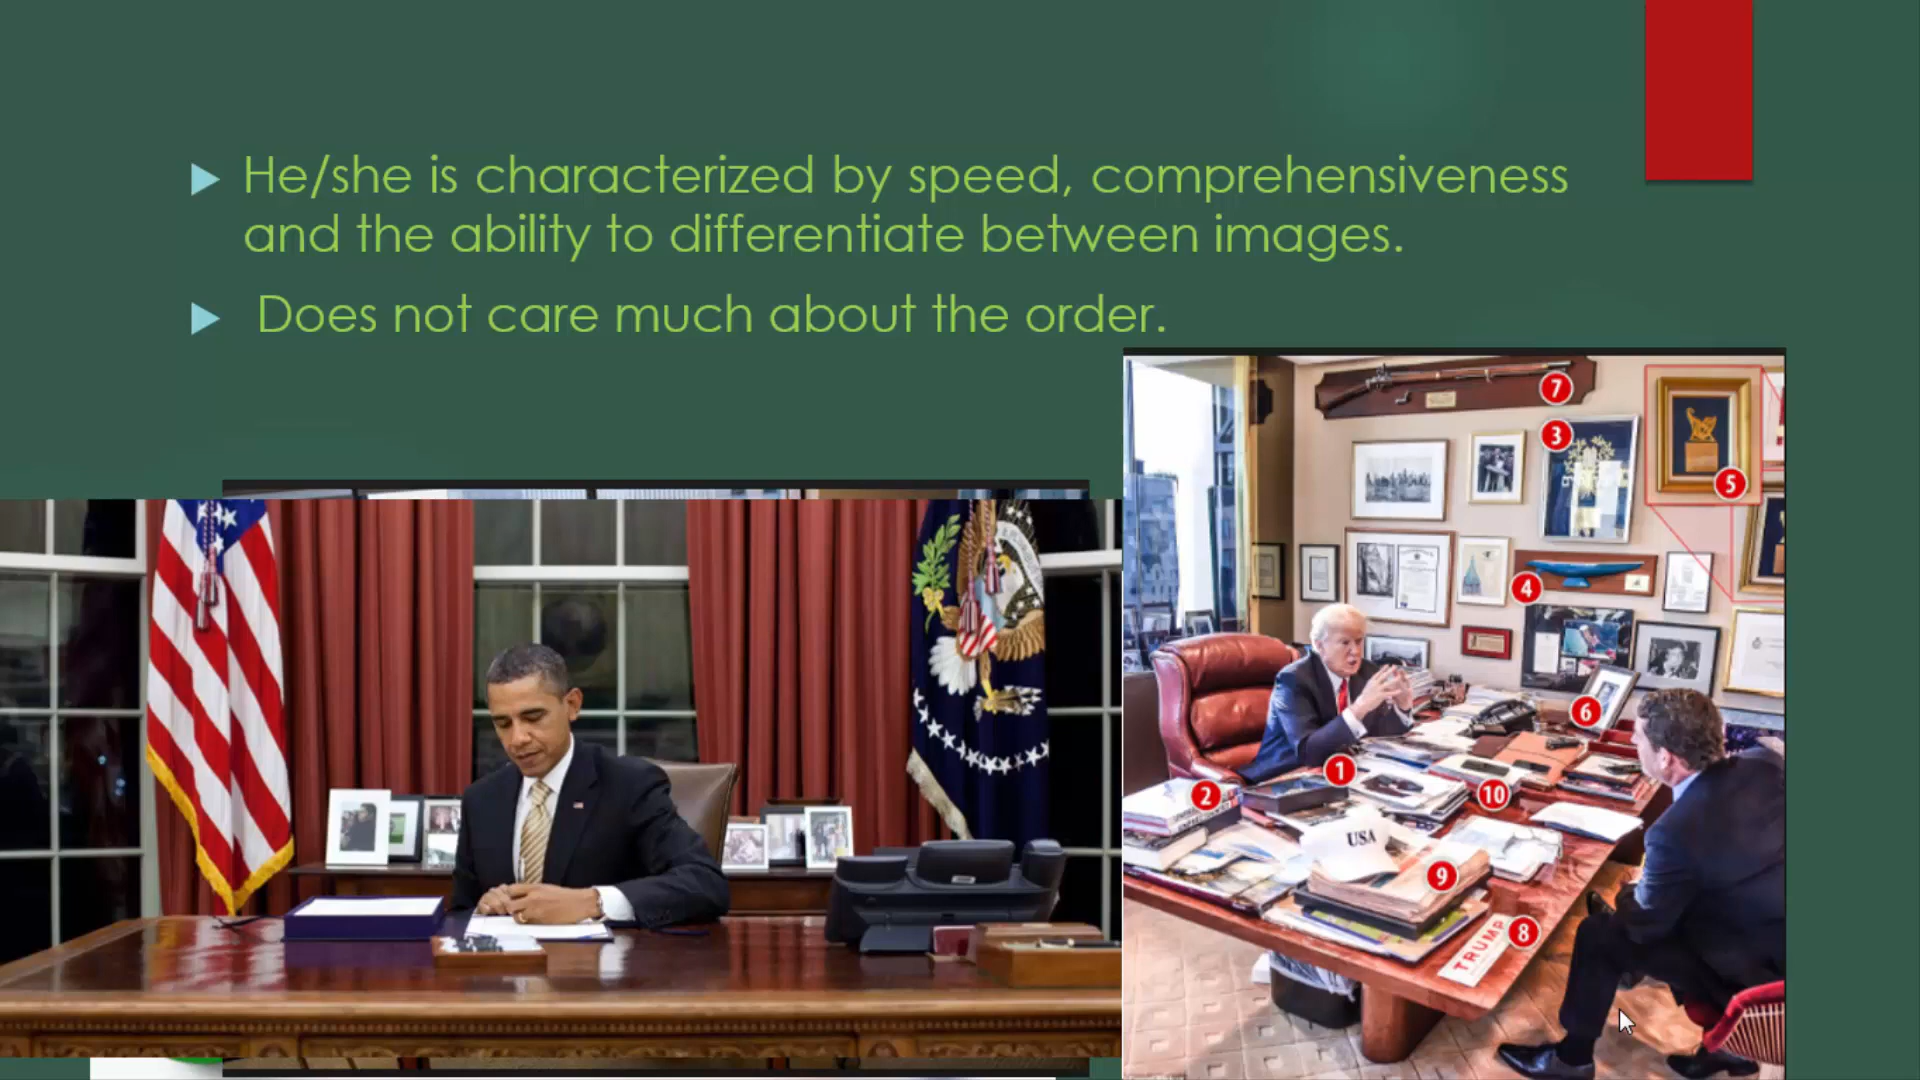 He/she is characterized by speed, comprehensiveness
and the ability to differentiate between images.
Does not care much about the order.
7
3
5
4
6
1
2
10
USA
9
8
TRUMP